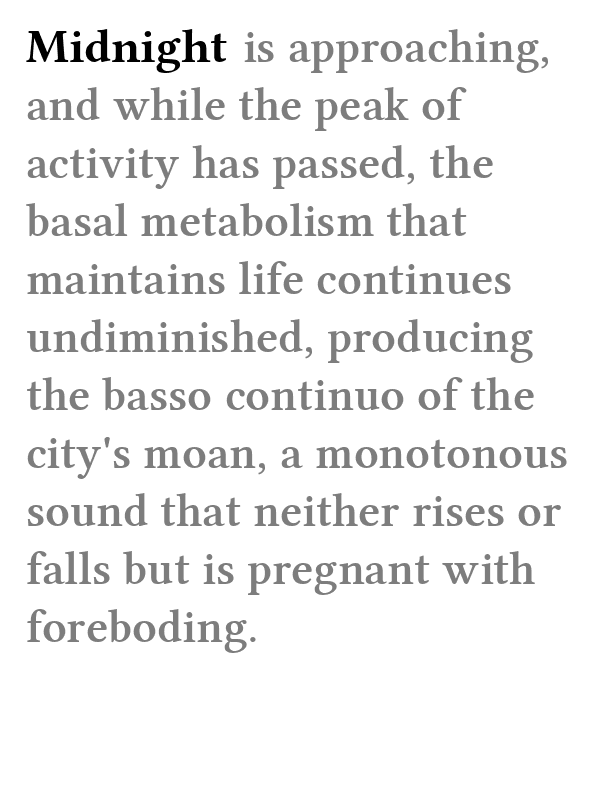 Midnight is approaching,
and while the peak of
activity has passed, the
basal metabolism that
maintains life continues
undiminished, producing
the basso continuo of the
city's moan, a monotonous
sound that neither rises or
falls but is pregnant with
foreboding.